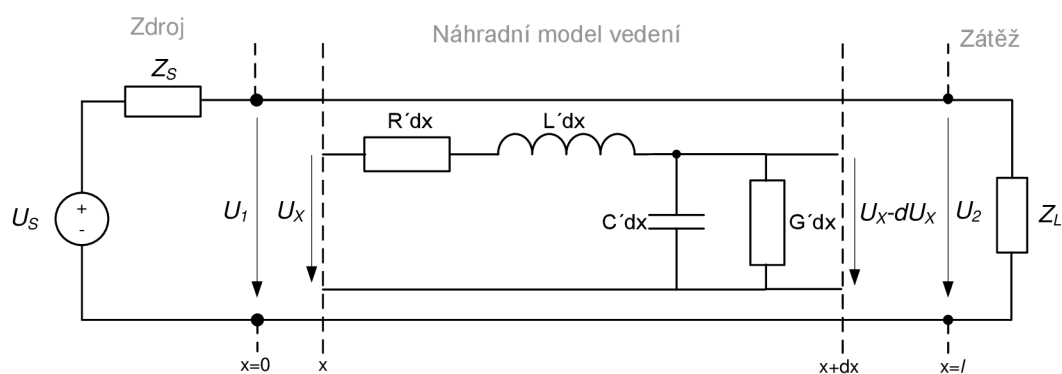 Zdroj
Náhradní model vedení
Zátěž
Z_S
R´dx
L´dx
U_S
+
-
U_1
U_X
C´dx
G´dx
U_X-dU_X
U_2
Z_L
x=0
x
x+dx
x=l